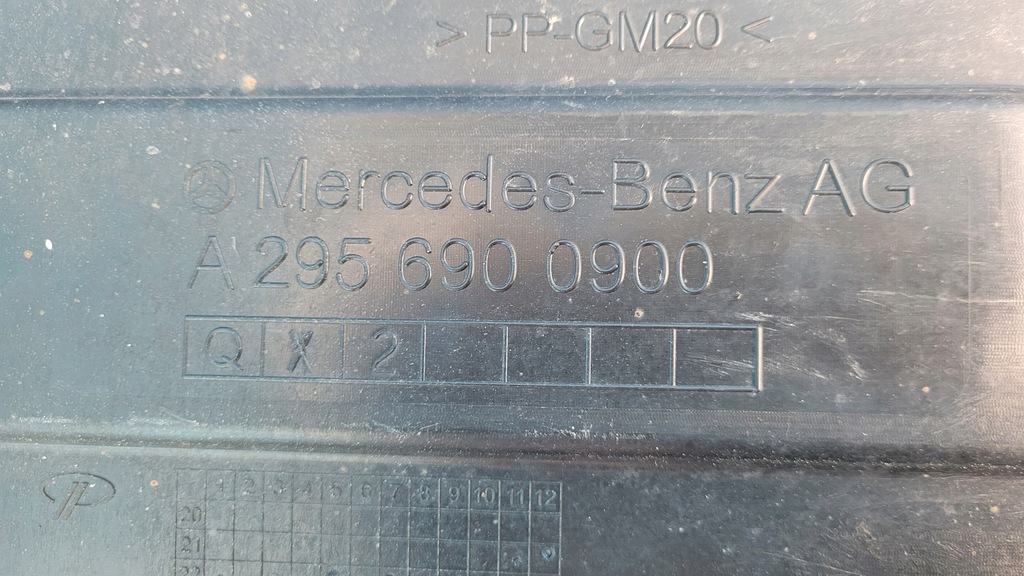 > PP-GM20 <
Mercedes-Benz AG
A 295 690 0900
Q X 2
1 2 3 4 5 6 7 8 9 10 11 12
20
21